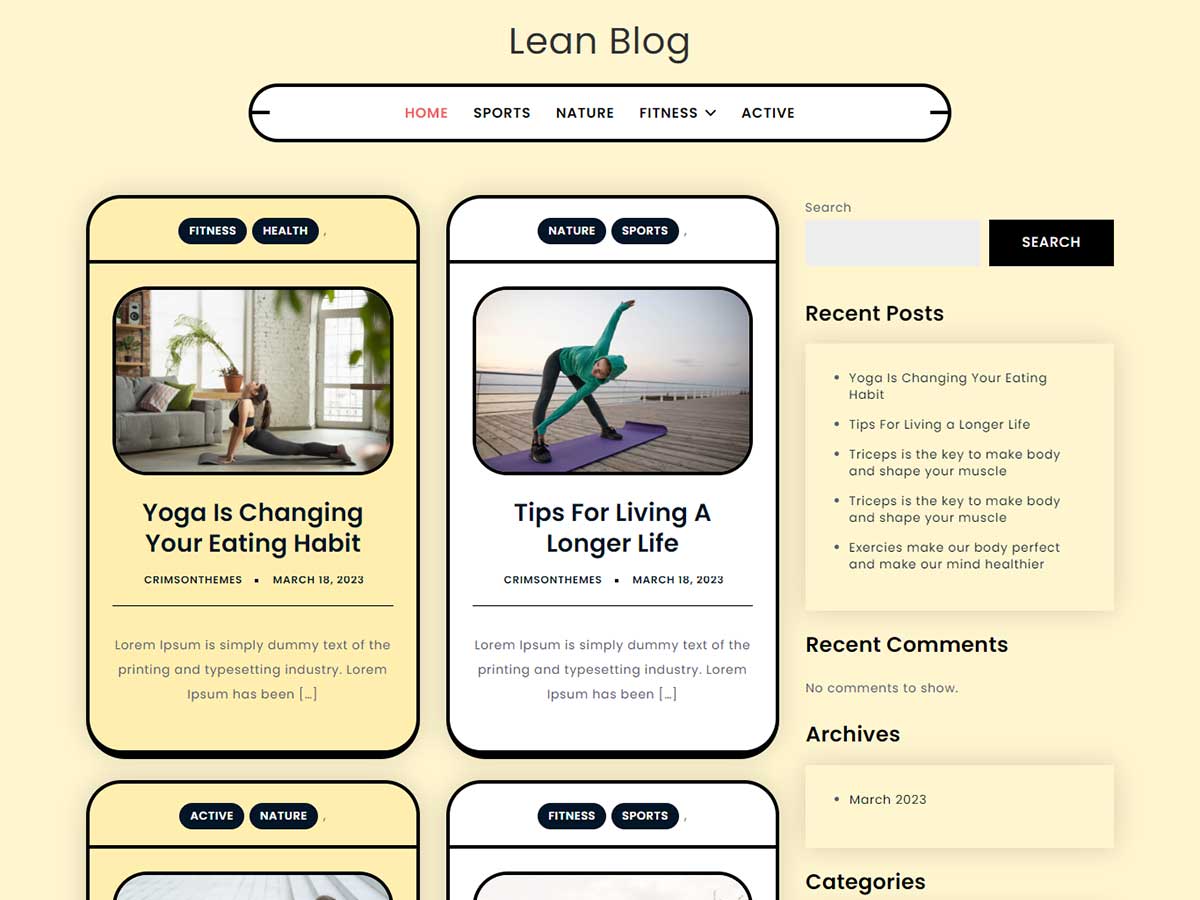 Lean Blog
HOME SPORTS NATURE FITNESS ACTIVE
FITNESS HEALTH ,
Yoga Is Changing
Your Eating Habit
CRIMSONTHEMES ▪ MARCH 18, 2023
Lorem Ipsum is simply dummy text of the
printing and typesetting industry. Lorem
Ipsum has been […]
NATURE SPORTS ,
Tips For Living A
Longer Life
CRIMSONTHEMES ▪ MARCH 18, 2023
Lorem Ipsum is simply dummy text of the
printing and typesetting industry. Lorem
Ipsum has been […]
ACTIVE NATURE ,
FITNESS SPORTS ,
Search
SEARCH
Recent Posts
• Yoga Is Changing Your Eating
Habit
• Tips For Living a Longer Life
• Triceps is the key to make body
and shape your muscle
• Triceps is the key to make body
and shape your muscle
• Exercies make our body perfect
and make our mind healthier
Recent Comments
No comments to show.
Archives
• March 2023
Categories